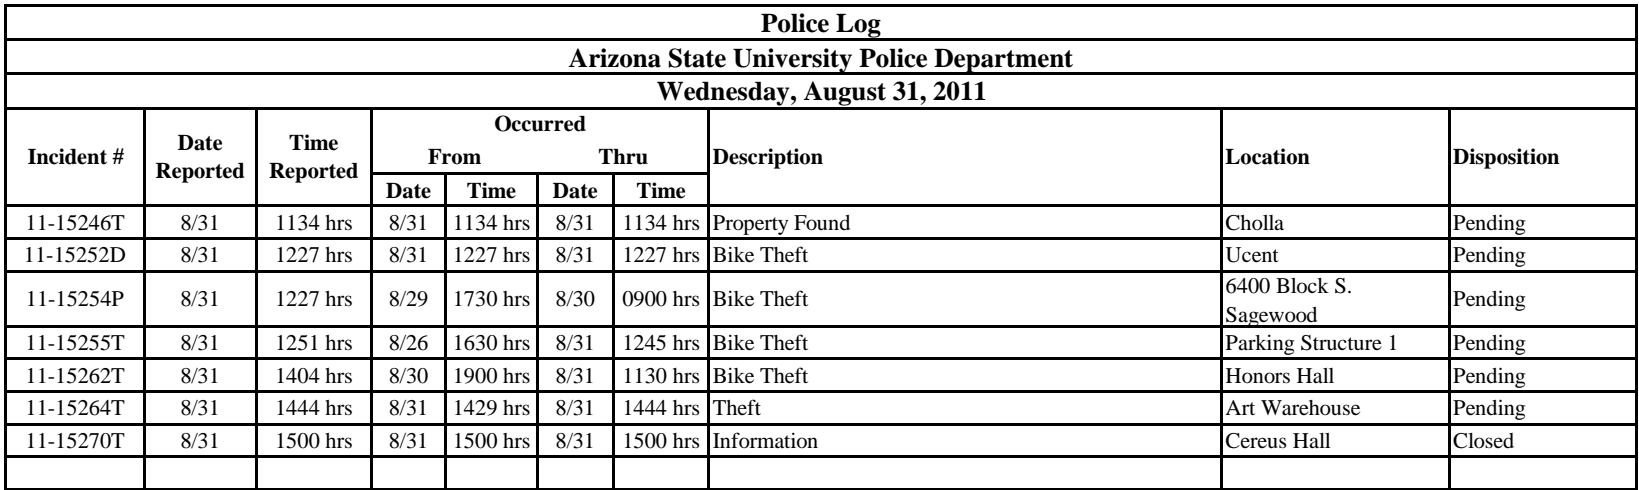 Police Log
Arizona State University Police Department
Wednesday, August 31, 2011
Incident # Date Reported Time Reported Occurred Description Location Disposition
From Thru
Date Time Date Time
11-15246T 8/31 1134 hrs 8/31 1134 hrs 8/31 1134 hrs Property Found Cholla Pending
11-15252D 8/31 1227 hrs 8/31 1227 hrs 8/31 1227 hrs Bike Theft Ucent Pending
11-15254P 8/31 1227 hrs 8/29 1730 hrs 8/30 0900 hrs Bike Theft 6400 Block S. Sagewood Pending
11-15255T 8/31 1251 hrs 8/26 1630 hrs 8/31 1245 hrs Bike Theft Parking Structure 1 Pending
11-15262T 8/31 1404 hrs 8/30 1900 hrs 8/31 1130 hrs Bike Theft Honors Hall Pending
11-15264T 8/31 1444 hrs 8/31 1429 hrs 8/31 1444 hrs Theft Art Warehouse Pending
11-15270T 8/31 1500 hrs 8/31 1500 hrs 8/31 1500 hrs Information Cereus Hall Closed